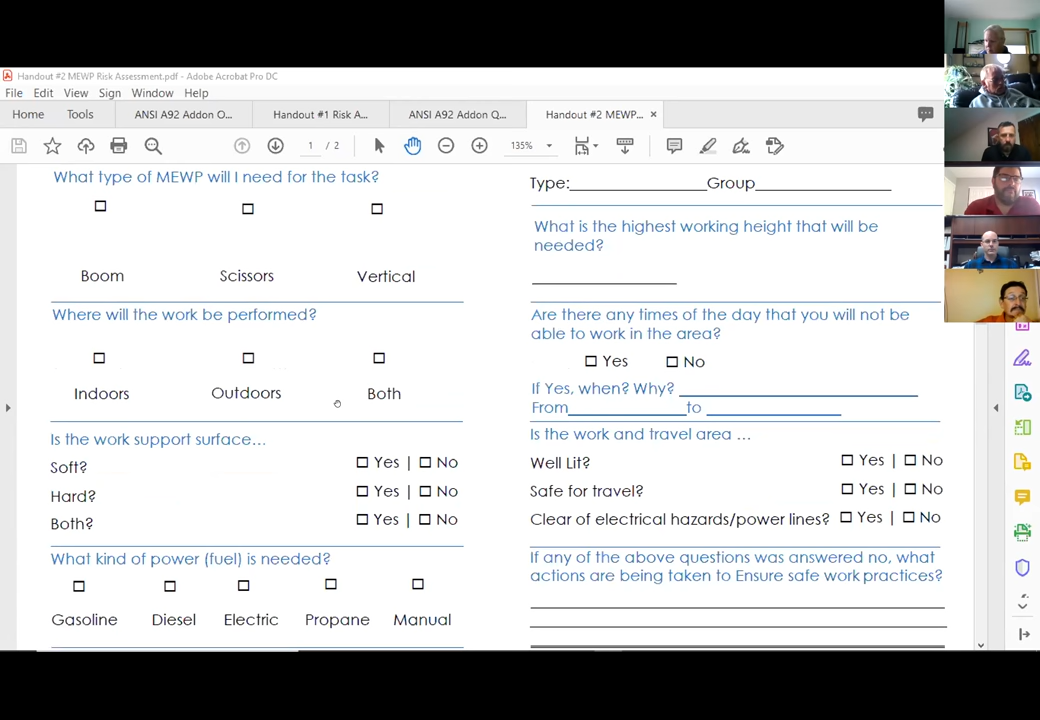 Handout #2 MEWP Risk Assessment.pdf - Adobe Acrobat Pro DC
File Edit View Sign Window Help
Home Tools ANSI A92 Addon O... Handout #1 Risk A... ANSI A92 Addon Q... Handout #2 MEWP... ×
1 / 2 135%
What type of MEWP will I need for the task?
Boom Scissors Vertical
Where will the work be performed?
Indoors Outdoors Both
Is the work support surface...
Soft? Yes | No
Hard? Yes | No
Both? Yes | No
What kind of power (fuel) is needed?
Gasoline Diesel Electric Propane Manual
Type:______________Group______________
What is the highest working height that will be
needed?
Are there any times of the day that you will not be
able to work in the area?
Yes No
If Yes, when? Why? ______________
From______________to ______________
Is the work and travel area ...
Well Lit? Yes | No
Safe for travel? Yes | No
Clear of electrical hazards/power lines? Yes | No
If any of the above questions was answered no, what
actions are being taken to Ensure safe work practices?